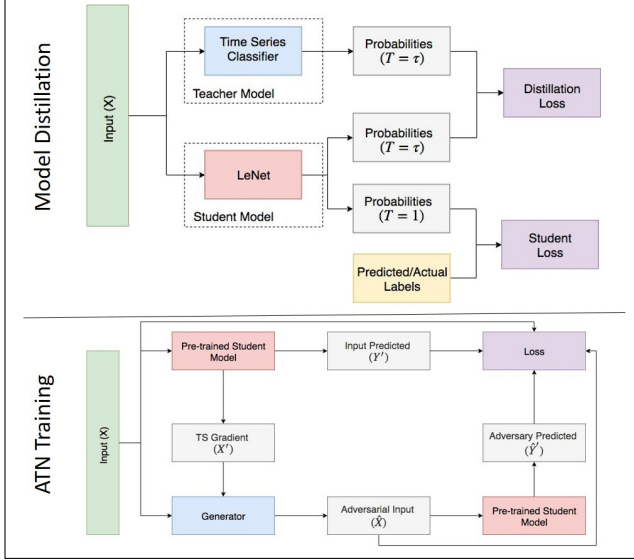 Model Distillation
Input (X)
Time Series
Classifier
Teacher Model
Probabilities
(T = τ)
Distillation
Loss
Probabilities
(T = τ)
LeNet
Student Model
Probabilities
(T = 1)
Student
Loss
Predicted/Actual
Labels
ATN Training
Input (X)
Pre-trained Student
Model
Input Predicted
(Y′)
Loss
TS Gradient
(X′)
Adversary Predicted
(Ŷ′)
Generator
Adversarial Input
(X̂)
Pre-trained Student
Model